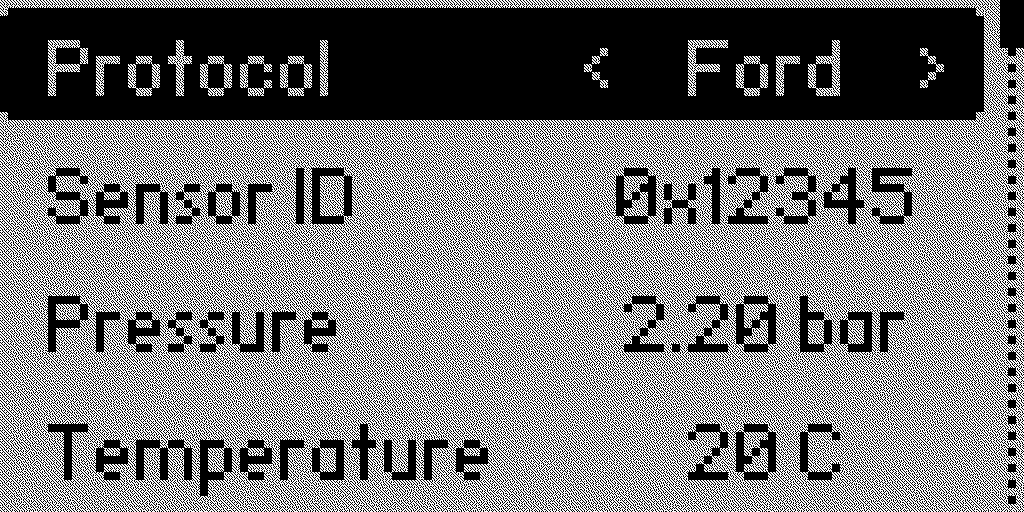 Protocol < Ford >
Sensor ID 0x12345
Pressure 2.20 bar
Temperature 20 C